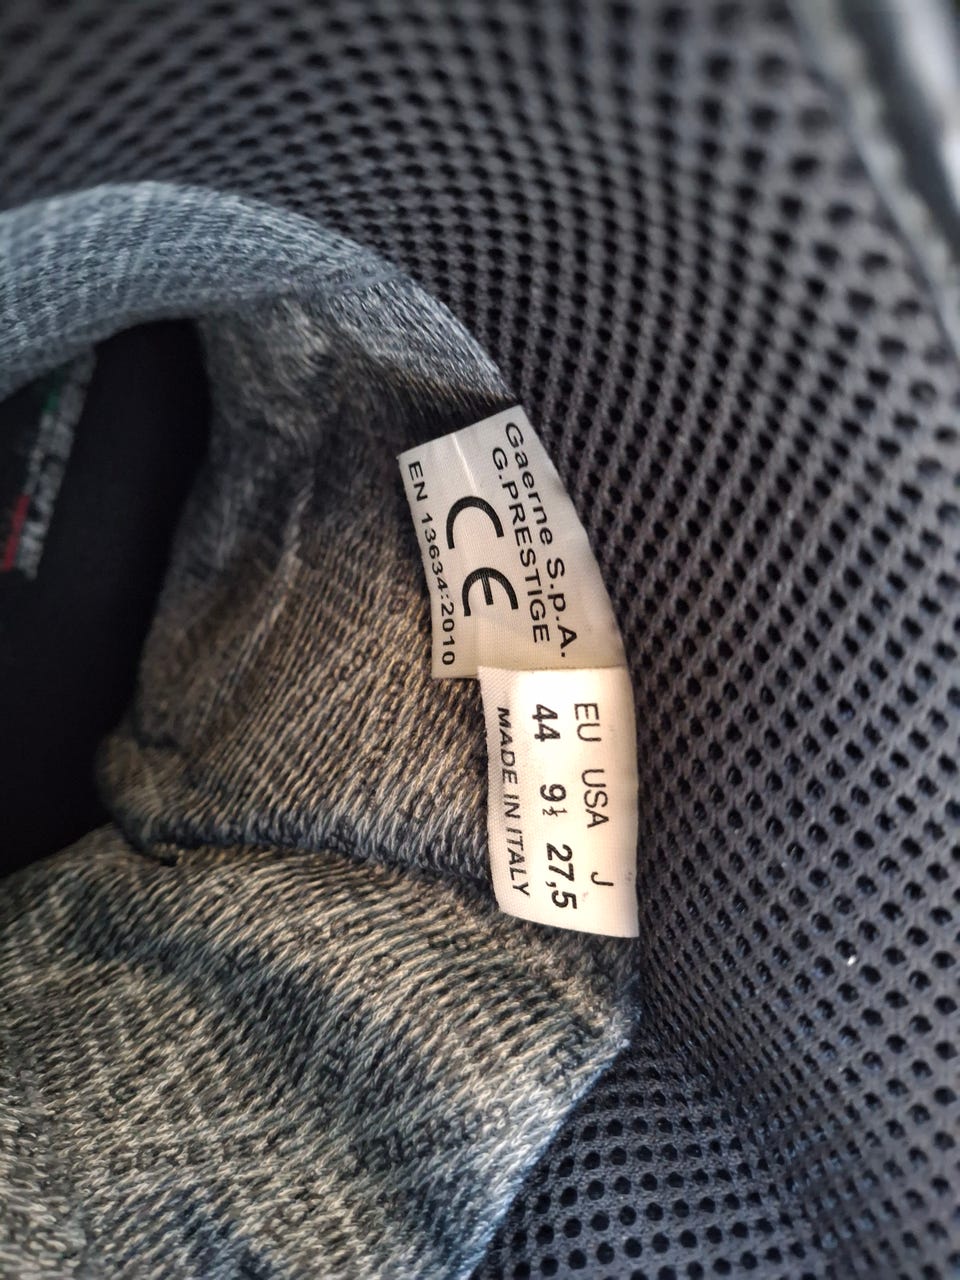 Gaerne S.p.A.
G.PRESTIGE
CE
EN 13634:2010
EU USA J
44 9½ 27,5
MADE IN ITALY